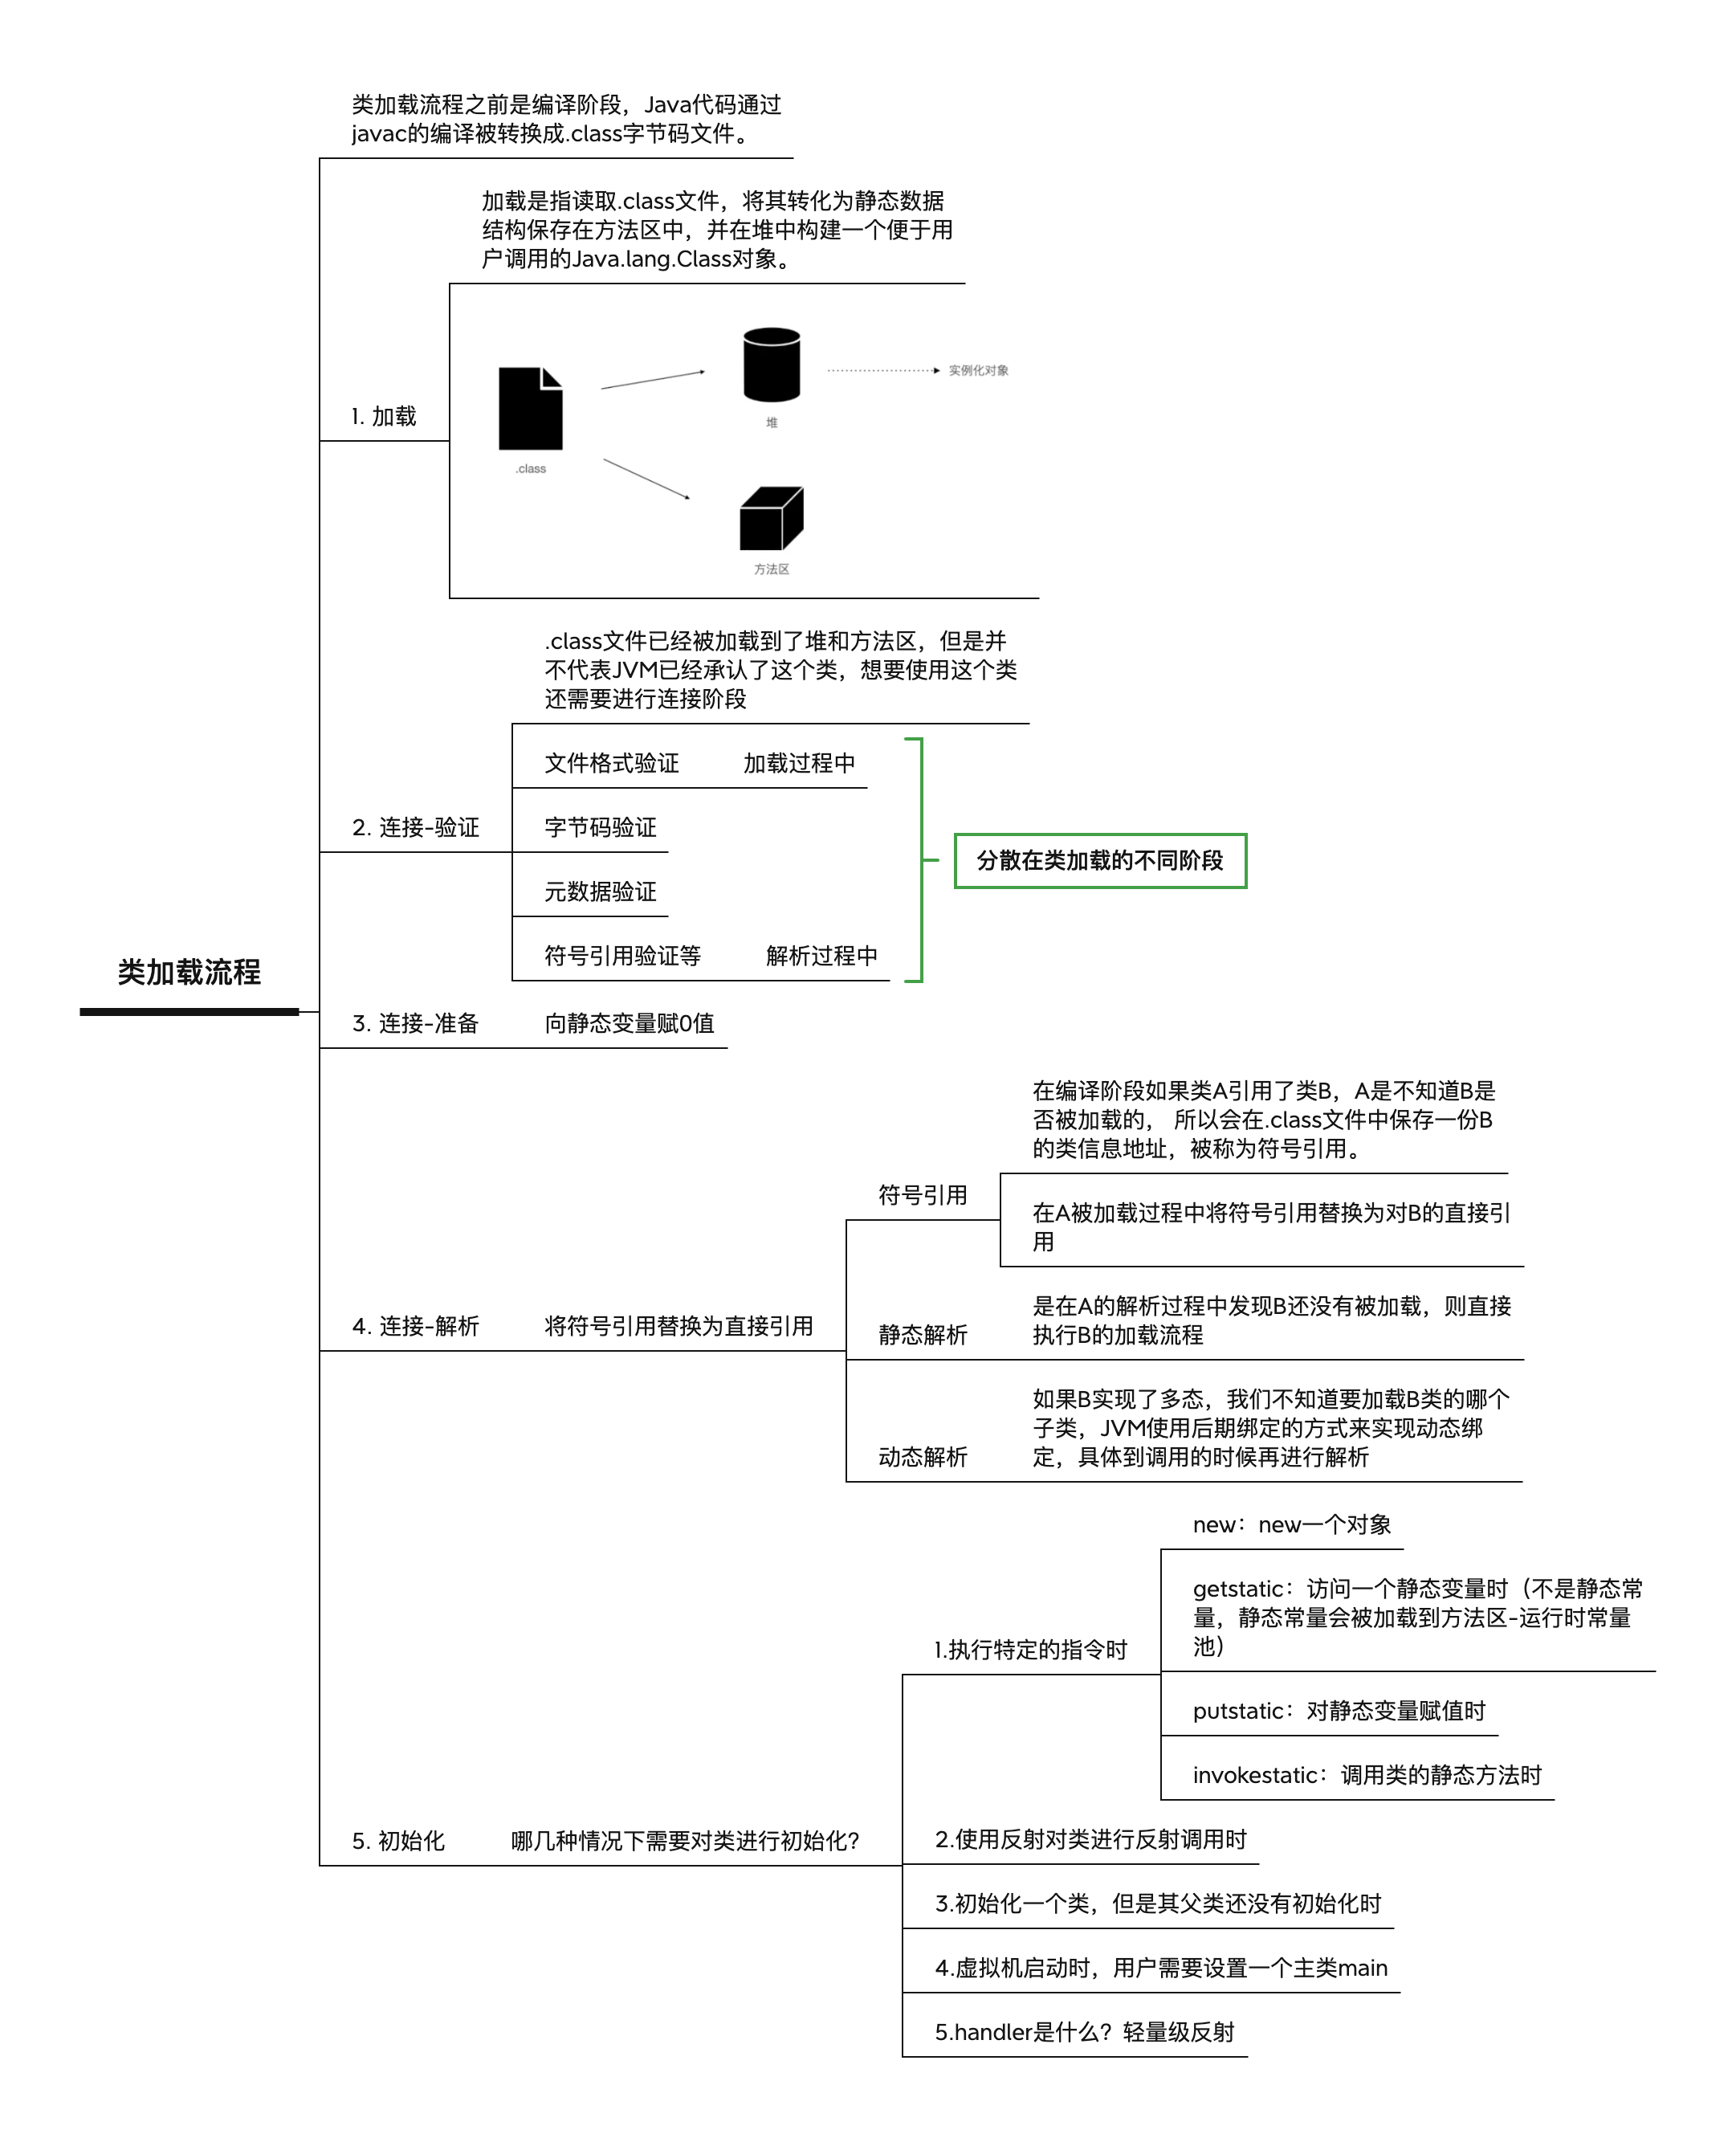 类加载流程
类加载流程之前是编译阶段，Java代码通过
javac的编译被转换成.class字节码文件。
1. 加载
加载是指读取.class文件，将其转化为静态数据
结构保存在方法区中，并在堆中构建一个便于用
户调用的Java.lang.Class对象。
.class
堆
实例化对象
方法区
2. 连接-验证
.class文件已经被加载到了堆和方法区，但是并
不代表JVM已经承认了这个类，想要使用这个类
还需要进行连接阶段
文件格式验证
加载过程中
字节码验证
元数据验证
符号引用验证等
解析过程中
分散在类加载的不同阶段
3. 连接-准备
向静态变量赋0值
4. 连接-解析
将符号引用替换为直接引用
符号引用
在编译阶段如果类A引用了类B，A是不知道B是
否被加载的， 所以会在.class文件中保存一份B
的类信息地址，被称为符号引用。
在A被加载过程中将符号引用替换为对B的直接引
用
静态解析
是在A的解析过程中发现B还没有被加载，则直接
执行B的加载流程
动态解析
如果B实现了多态，我们不知道要加载B类的哪个
子类，JVM使用后期绑定的方式来实现动态绑
定，具体到调用的时候再进行解析
5. 初始化
哪几种情况下需要对类进行初始化？
1.执行特定的指令时
new：new一个对象
getstatic：访问一个静态变量时（不是静态常
量，静态常量会被加载到方法区-运行时常量
池）
putstatic：对静态变量赋值时
invokestatic：调用类的静态方法时
2.使用反射对类进行反射调用时
3.初始化一个类，但是其父类还没有初始化时
4.虚拟机启动时，用户需要设置一个主类main
5.handler是什么？轻量级反射